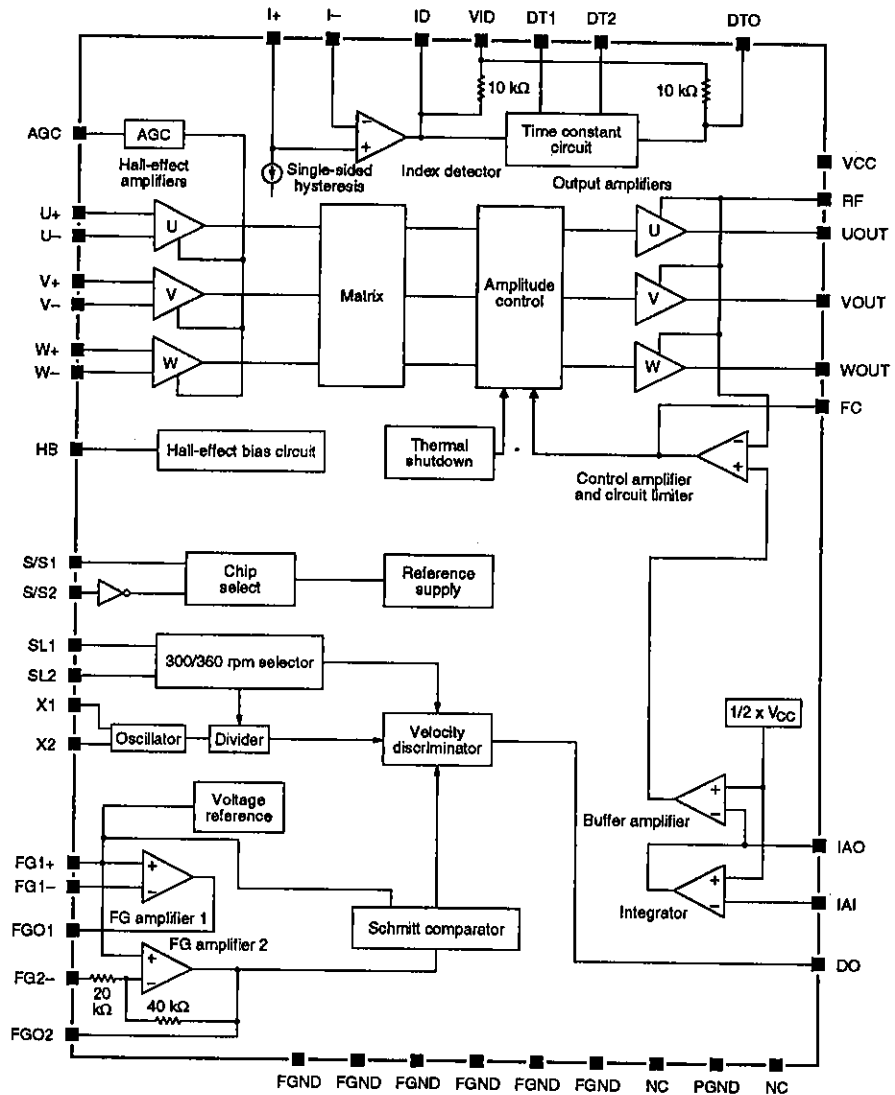 I+ I− ID VID DT1 DT2 DTO
10 kΩ
10 kΩ
AGC
AGC
Time constant
circuit
VCC
Hall-effect
amplifiers
Single-sided
hysteresis
Index detector
Output amplifiers
RF
U+
U−
U
U
UOUT
V+
V−
V
Matrix
Amplitude
control
V
VOUT
W+
W−
W
W
WOUT
FC
HB
Hall-effect bias circuit
Thermal
shutdown
Control amplifier
and circuit limiter
S/S1
S/S2
Chip
select
Reference
supply
SL1
SL2
300/360 rpm selector
X1
X2
Oscillator
Divider
Velocity
discriminator
1/2 x VCC
Voltage
reference
Buffer amplifier
IAO
FG1+
FG1−
FG amplifier 1
Integrator
IAI
FGO1
FG amplifier 2
Schmitt comparator
DO
FG2−
20
kΩ
40 kΩ
FGO2
FGND FGND FGND FGND FGND FGND NC PGND NC